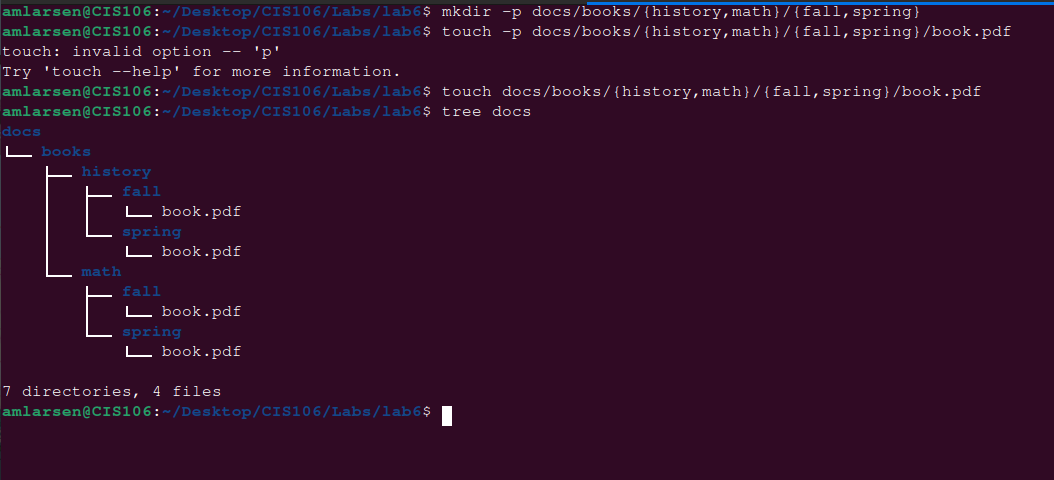 amlarsen@CIS106:~/Desktop/CIS106/Labs/lab6$ mkdir -p docs/books/{history,math}/{fall,spring}
amlarsen@CIS106:~/Desktop/CIS106/Labs/lab6$ touch -p docs/books/{history,math}/{fall,spring}/book.pdf
touch: invalid option -- 'p'
Try 'touch --help' for more information.
amlarsen@CIS106:~/Desktop/CIS106/Labs/lab6$ touch docs/books/{history,math}/{fall,spring}/book.pdf
amlarsen@CIS106:~/Desktop/CIS106/Labs/lab6$ tree docs
docs
└── books
    ├── history
    │   ├── fall
    │   │   └── book.pdf
    │   └── spring
    │       └── book.pdf
    └── math
        ├── fall
        │   └── book.pdf
        └── spring
            └── book.pdf

7 directories, 4 files
amlarsen@CIS106:~/Desktop/CIS106/Labs/lab6$